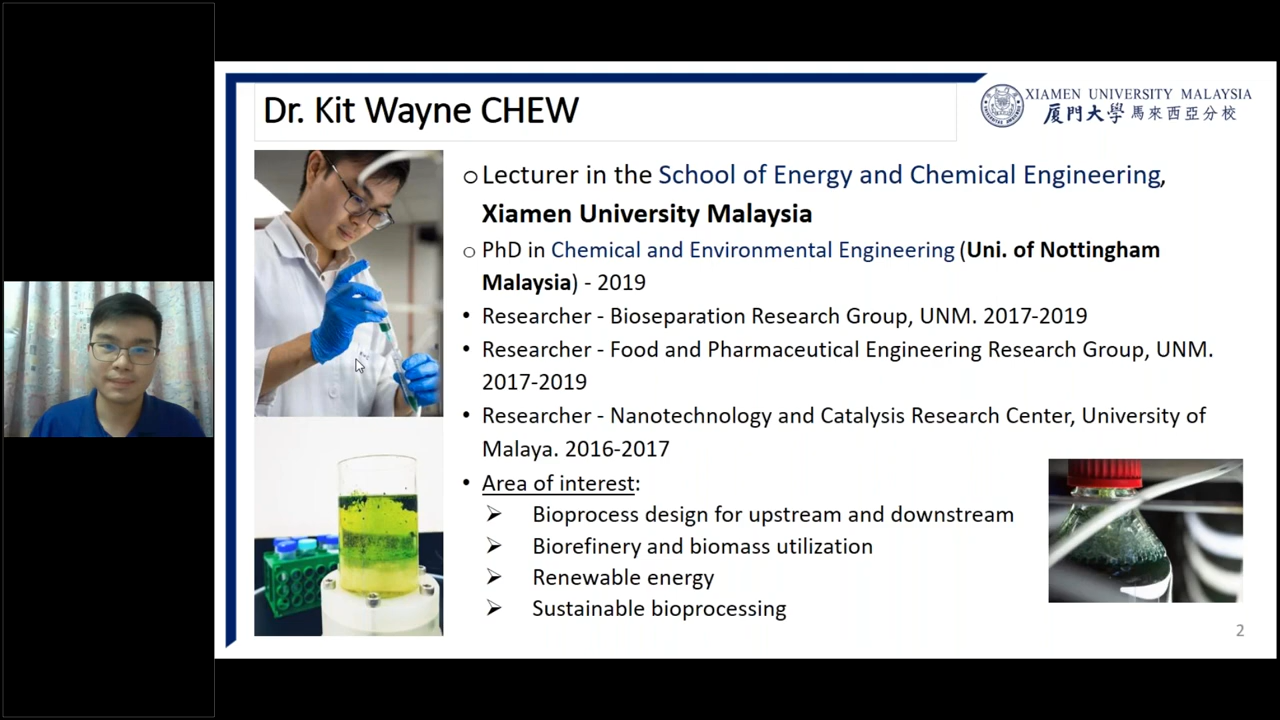 Dr. Kit Wayne CHEW
XIAMEN UNIVERSITY MALAYSIA
廈門大學 馬來西亞分校
Lecturer in the School of Energy and Chemical Engineering,
Xiamen University Malaysia
PhD in Chemical and Environmental Engineering (Uni. of Nottingham
Malaysia) - 2019
Researcher - Bioseparation Research Group, UNM. 2017-2019
Researcher - Food and Pharmaceutical Engineering Research Group, UNM.
2017-2019
Researcher - Nanotechnology and Catalysis Research Center, University of
Malaya. 2016-2017
Area of interest:
Bioprocess design for upstream and downstream
Biorefinery and biomass utilization
Renewable energy
Sustainable bioprocessing
2